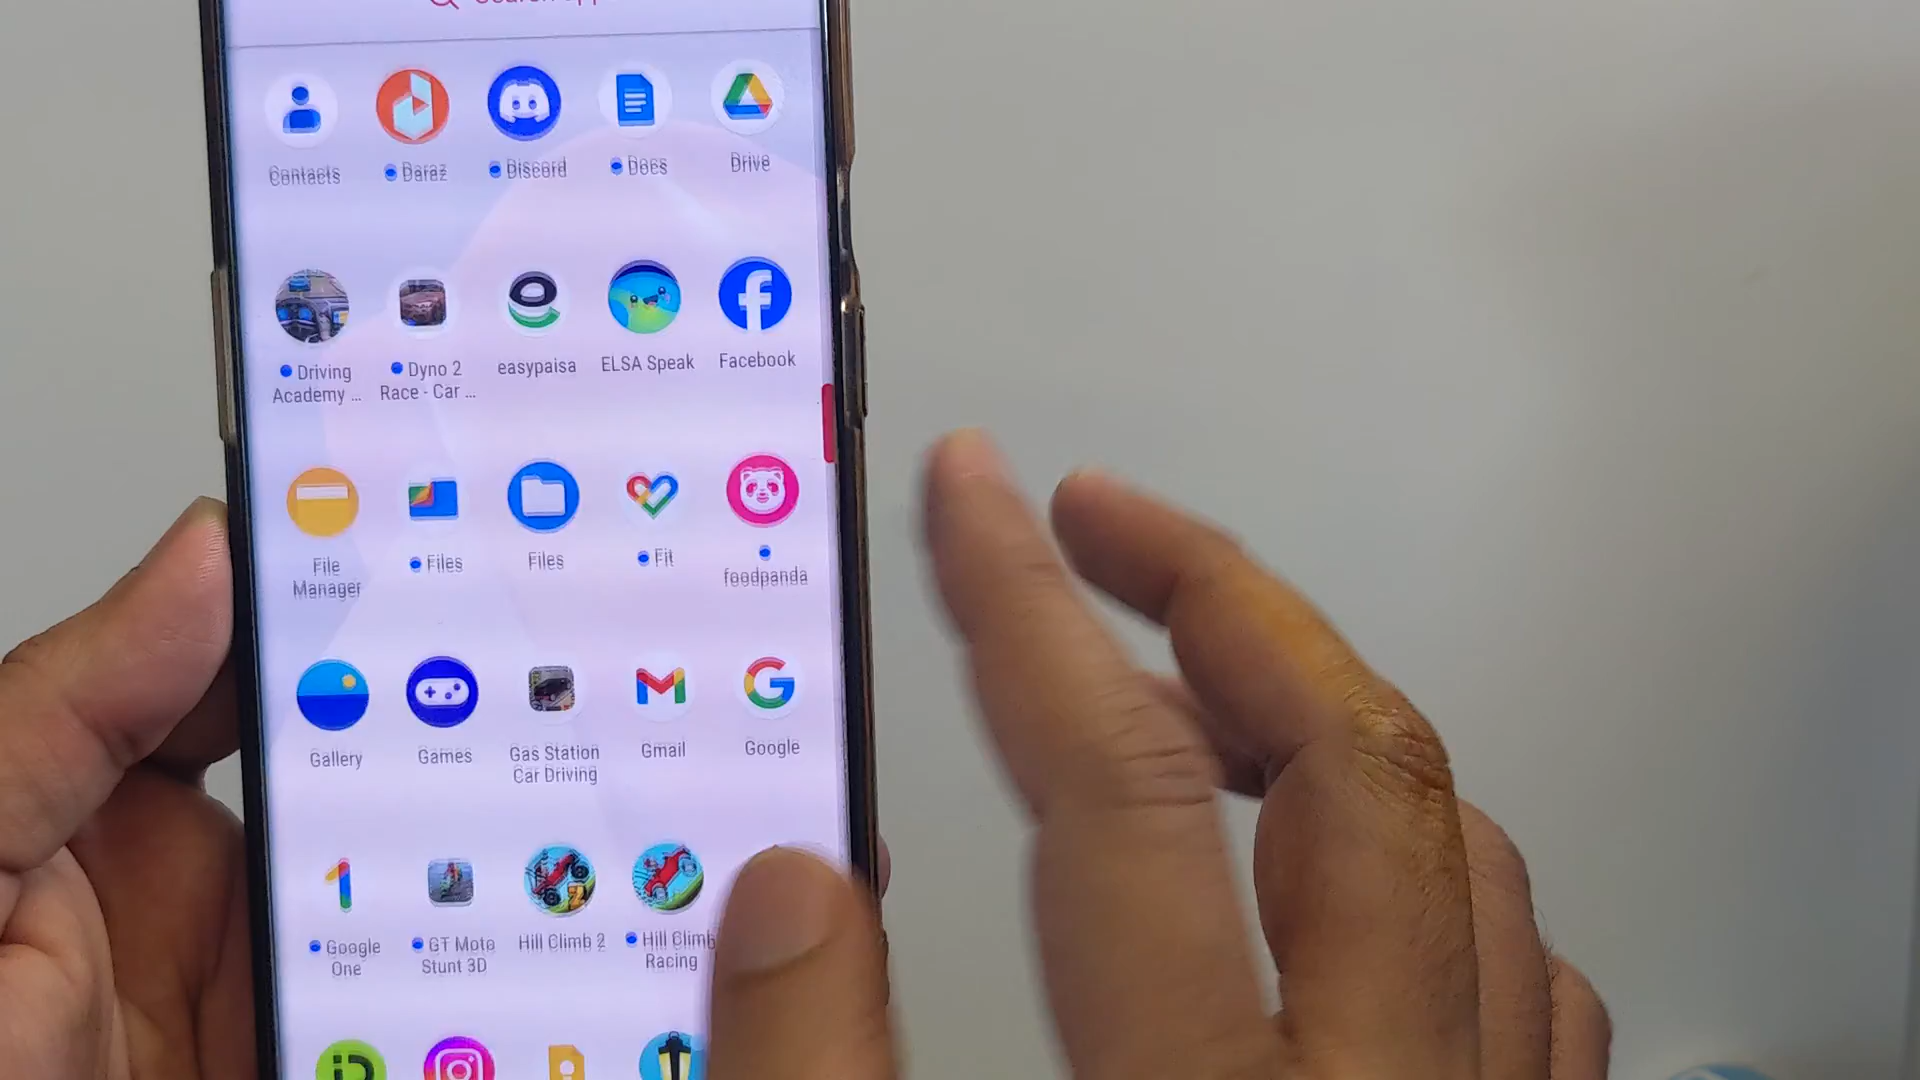 Contacts
Daraz
Discord
Docs
Drive
Driving
Academy ...
Dyno 2
Race - Car ...
easypaisa
ELSA Speak
Facebook
File
Manager
Files
Files
Fit
foodpanda
Gallery
Games
Gas Station
Car Driving
Gmail
Google
Google
One
GT Moto
Stunt 3D
Hill Climb 2
Hill Climb
Racing